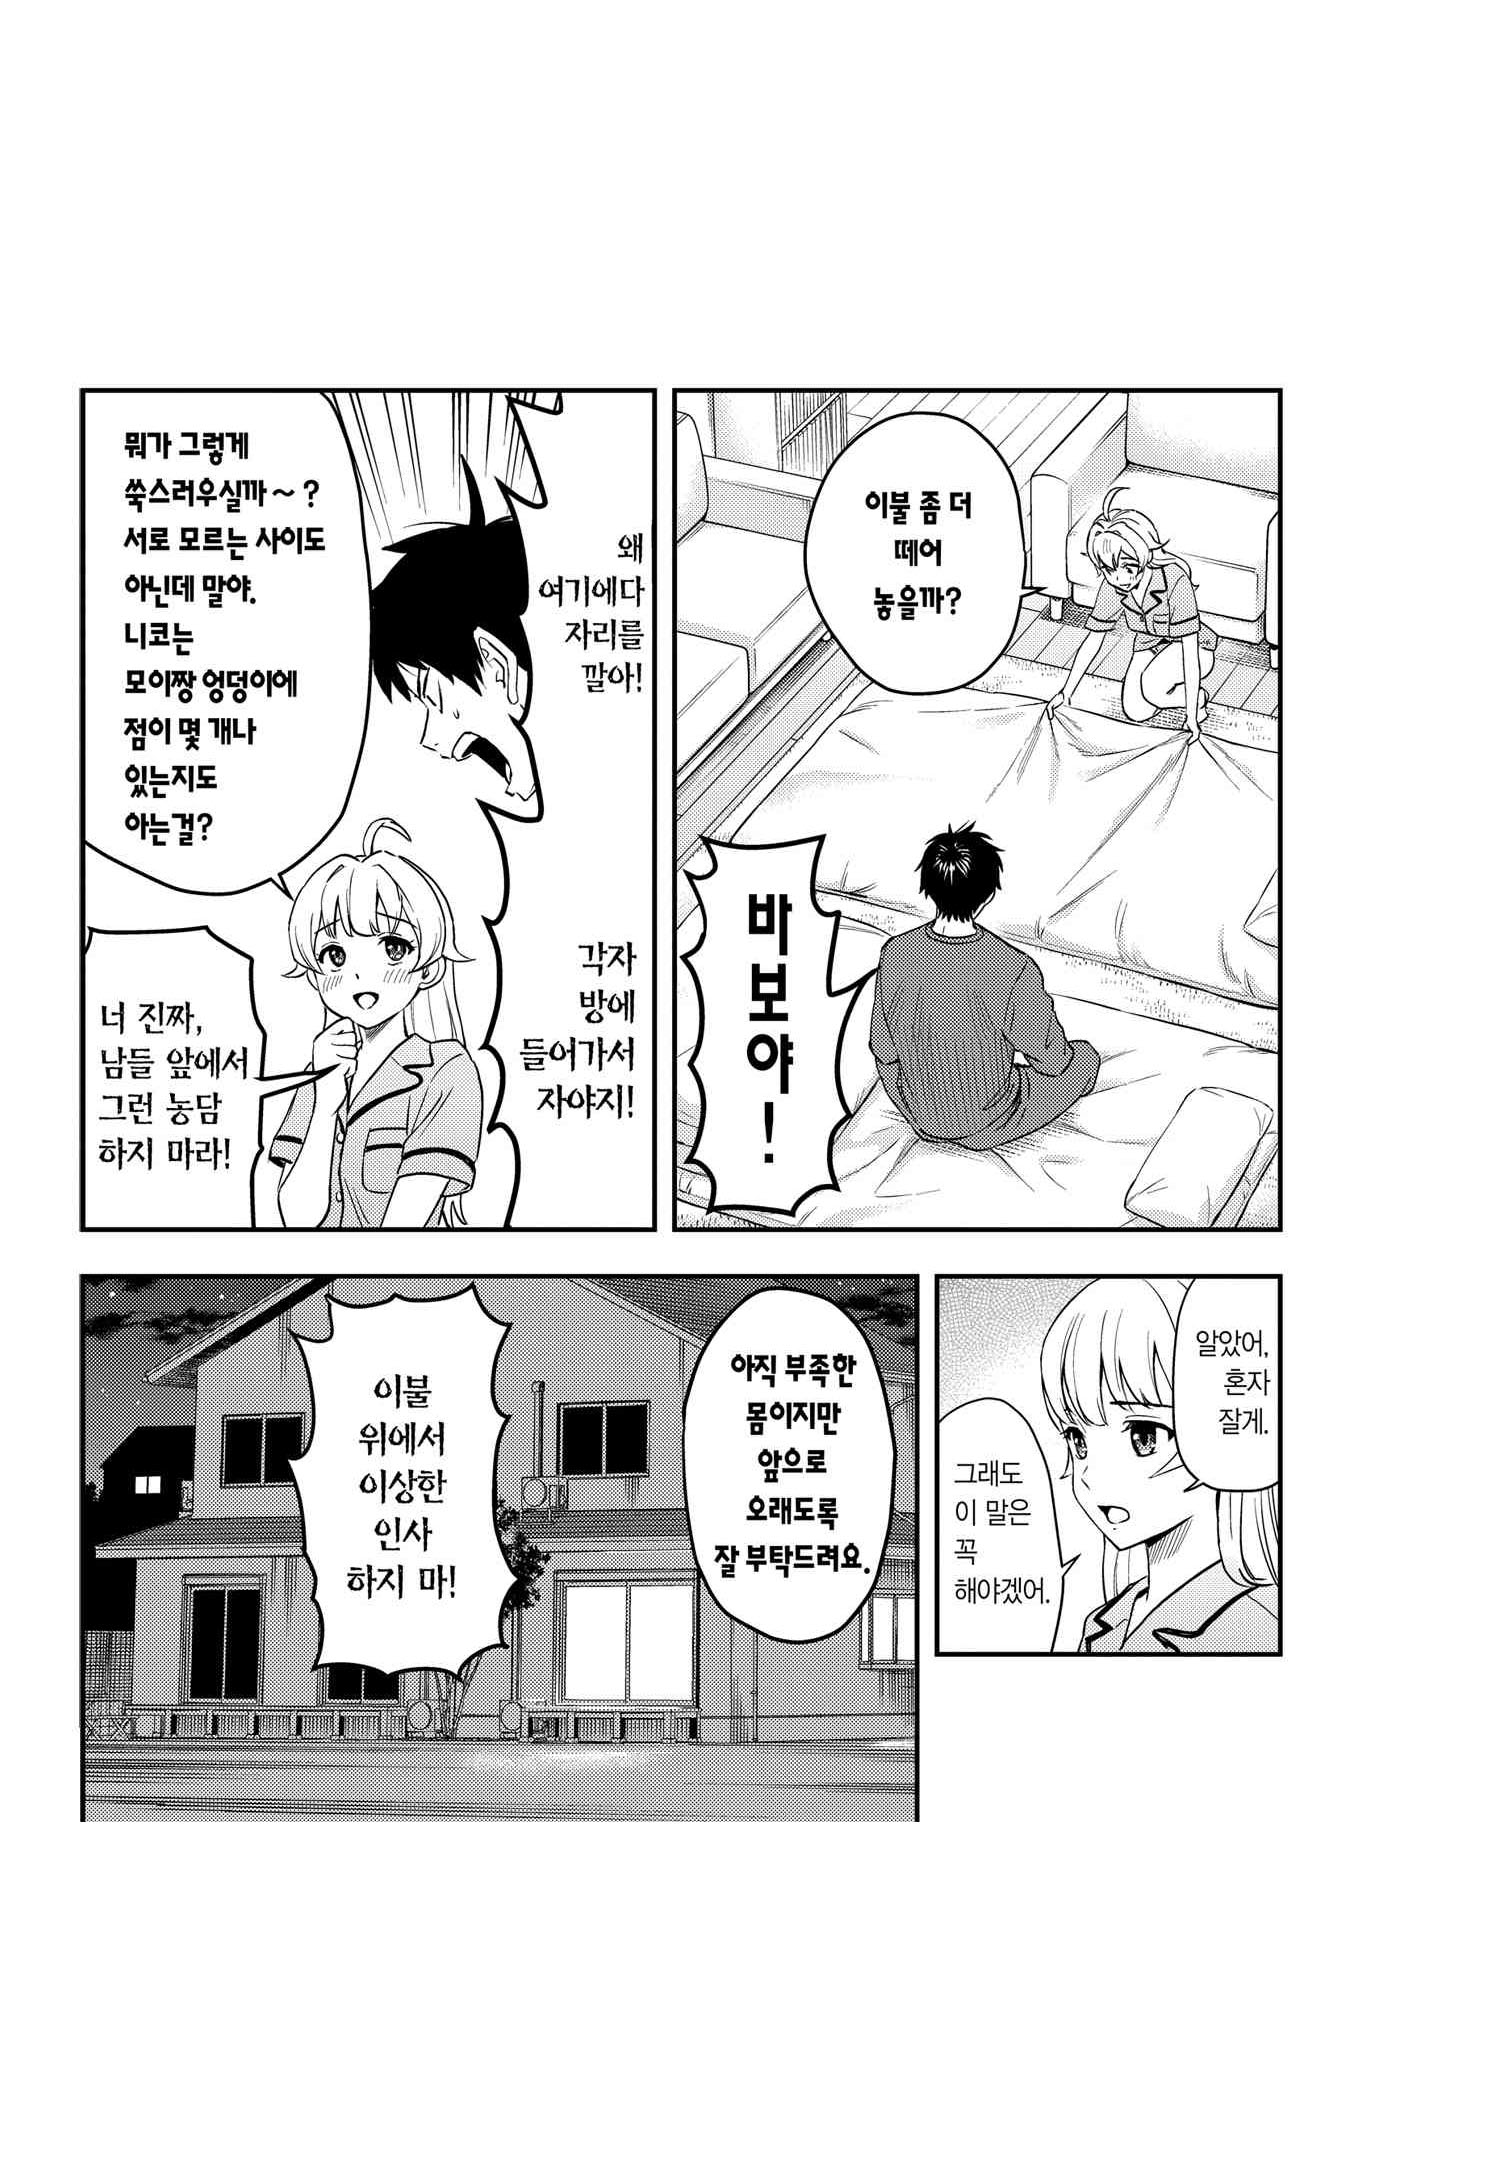 이불 좀 더
떼어
놓을까?
바보야!
왜
여기에다
자리를
깔아!
각자
방에
들어가서
자야지!
뭐가 그렇게
쑥스러우실까~?
서로 모르는 사이도
아닌데 말야.
니코는
모이짱 엉덩이에
점이 몇 개나
있는지도
아는걸?
너 진짜,
남들 앞에서
그런 농담
하지 마라!
알았어,
혼자
잘게.
그래도
이 말은
꼭
해야겠어.
아직 부족한
몸이지만
앞으로
오래도록
잘 부탁드려요.
이불
위에서
이상한
인사
하지 마!